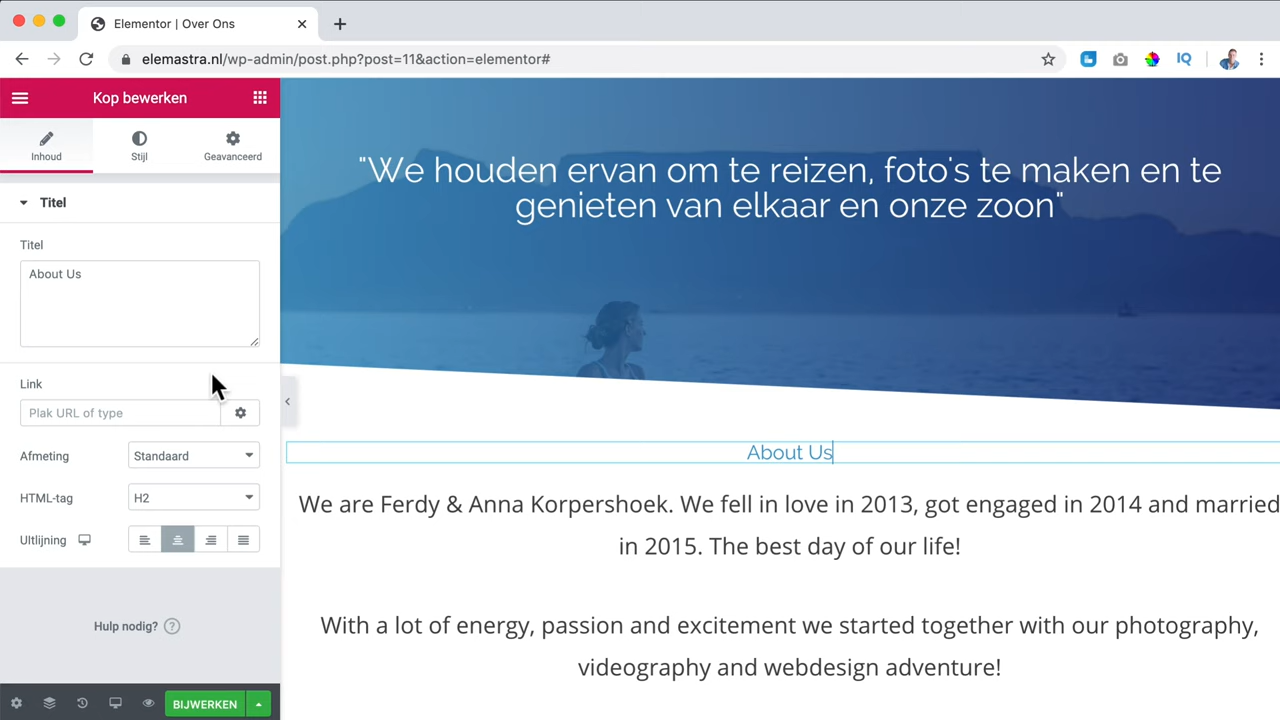 Elementor | Over Ons
elemastra.nl/wp-admin/post.php?post=11&action=elementor#
IQ
Kop bewerken
Inhoud
Stijl
Geavanceerd
Titel
Titel
About Us
Link
Plak URL of type
Afmeting
Standaard
HTML-tag
H2
Uitlijning
Hulp nodig? ?
BIJWERKEN
"We houden ervan om te reizen, foto's te maken en te
genieten van elkaar en onze zoon"
About Us
We are Ferdy & Anna Korpershoek. We fell in love in 2013, got engaged in 2014 and married
in 2015. The best day of our life!
With a lot of energy, passion and excitement we started together with our photography,
videography and webdesign adventure!